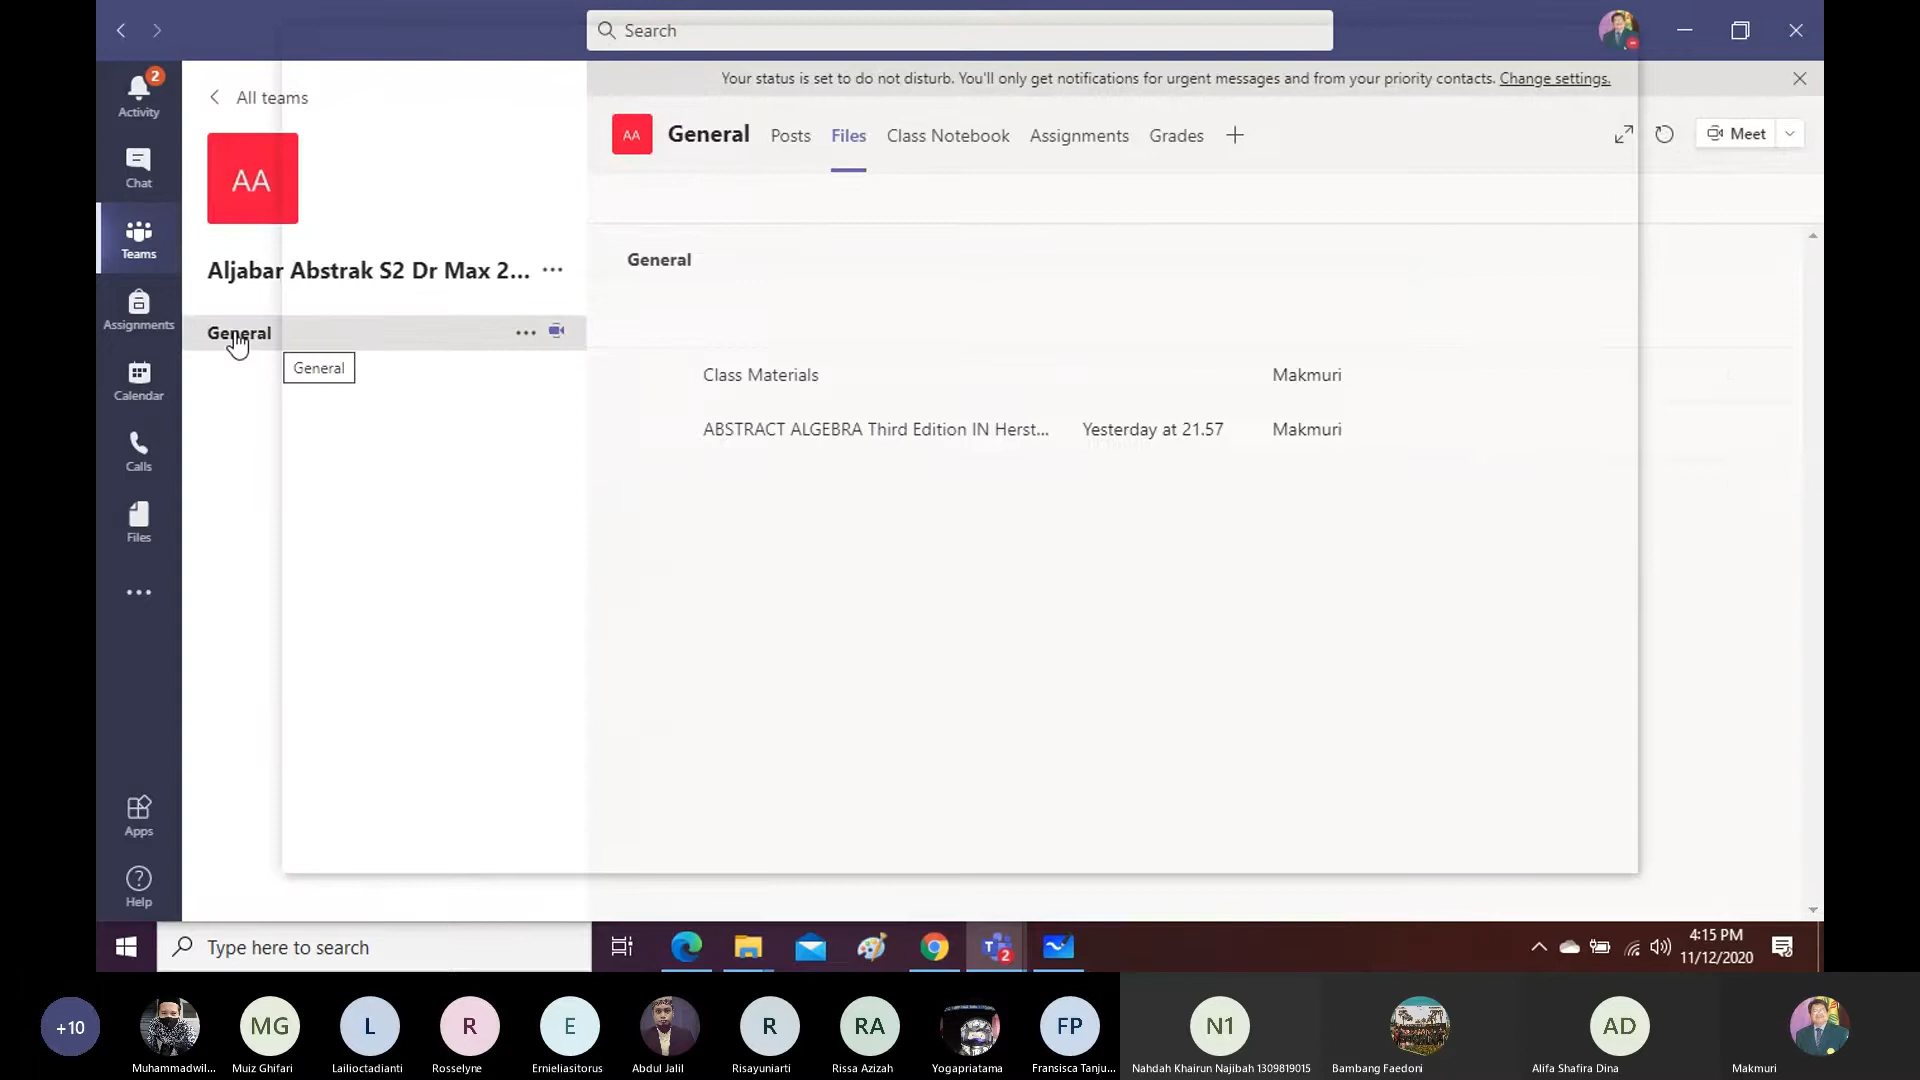 Search
Your status is set to do not disturb. You'll only get notifications for urgent messages and from your priority contacts. Change settings.
2
Activity
Chat
Teams
Assignments
Calendar
Calls
Files
Apps
Help
All teams
AA
Aljabar Abstrak S2 Dr Max 2...
General
General
AA
General Posts Files Class Notebook Assignments Grades
Meet
General
Class Materials Makmuri
ABSTRACT ALGEBRA Third Edition IN Herst... Yesterday at 21.57 Makmuri
Type here to search
2
4:15 PM
11/12/2020
+10 MG L R E R RA FP N1 AD
Muhammadwil... Muiz Ghifari Lailioctadianti Rosselyne Ernieliasitorus Abdul Jalil Risayuniarti Rissa Azizah Yogapriatama Fransisca Tanju... Nahdah Khairun Najibah 1309819015 Bambang Faedoni Alifa Shafira Dina Makmuri